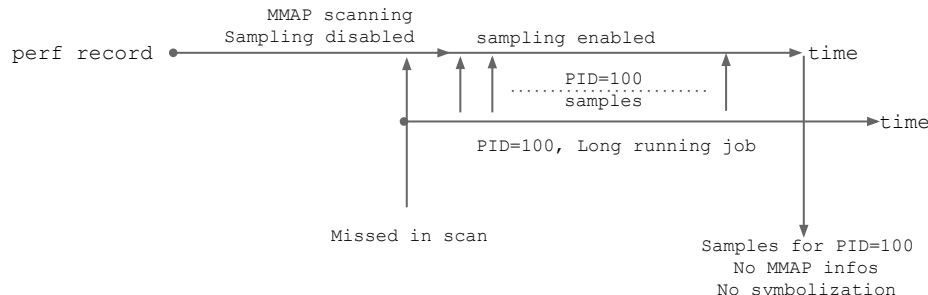 MMAP scanning
Sampling disabled
sampling enabled
perf record
time
PID=100
samples
time
PID=100, Long running job
Missed in scan
Samples for PID=100
No MMAP infos
No symbolization